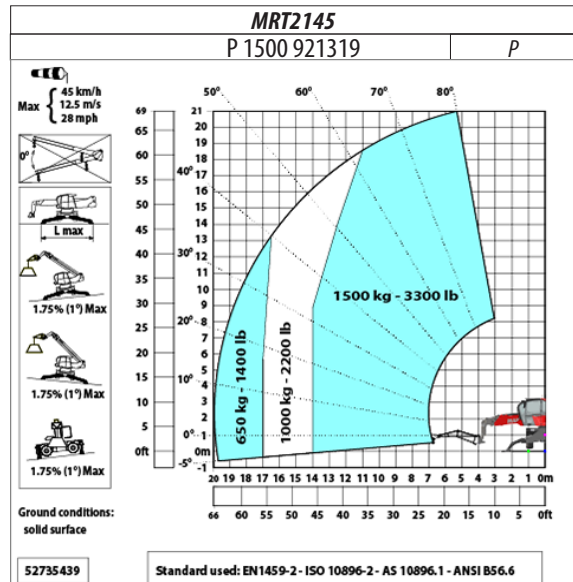 MRT2145
P 1500 921319 P
Max { 45 km/h
12.5 m/s
28 mph
0°
L max
1.75% (1°) Max
1.75% (1°) Max
1.75% (1°) Max
Ground conditions:
solid surface
69
65
60
55
50
45
40
35
30
25
20
15
10
5
0ft
21
20
19
18
17
16
15
14
13
12
11
10
9
8
7
6
5
4
3
2
1
0m
-1
50°
60°
70°
80°
40°
30°
20°
10°
0°
-5°
650 kg - 1400 lb
1000 kg - 2200 lb
1500 kg - 3300 lb
20 19 18 17 16 15 14 13 12 11 10 9 8 7 6 5 4 3 2 1 0m
66 60 55 50 45 40 35 30 25 20 15 10 5 0ft
52735439
Standard used: EN1459-2 - ISO 10896-2 - AS 10896.1 - ANSI B56.6